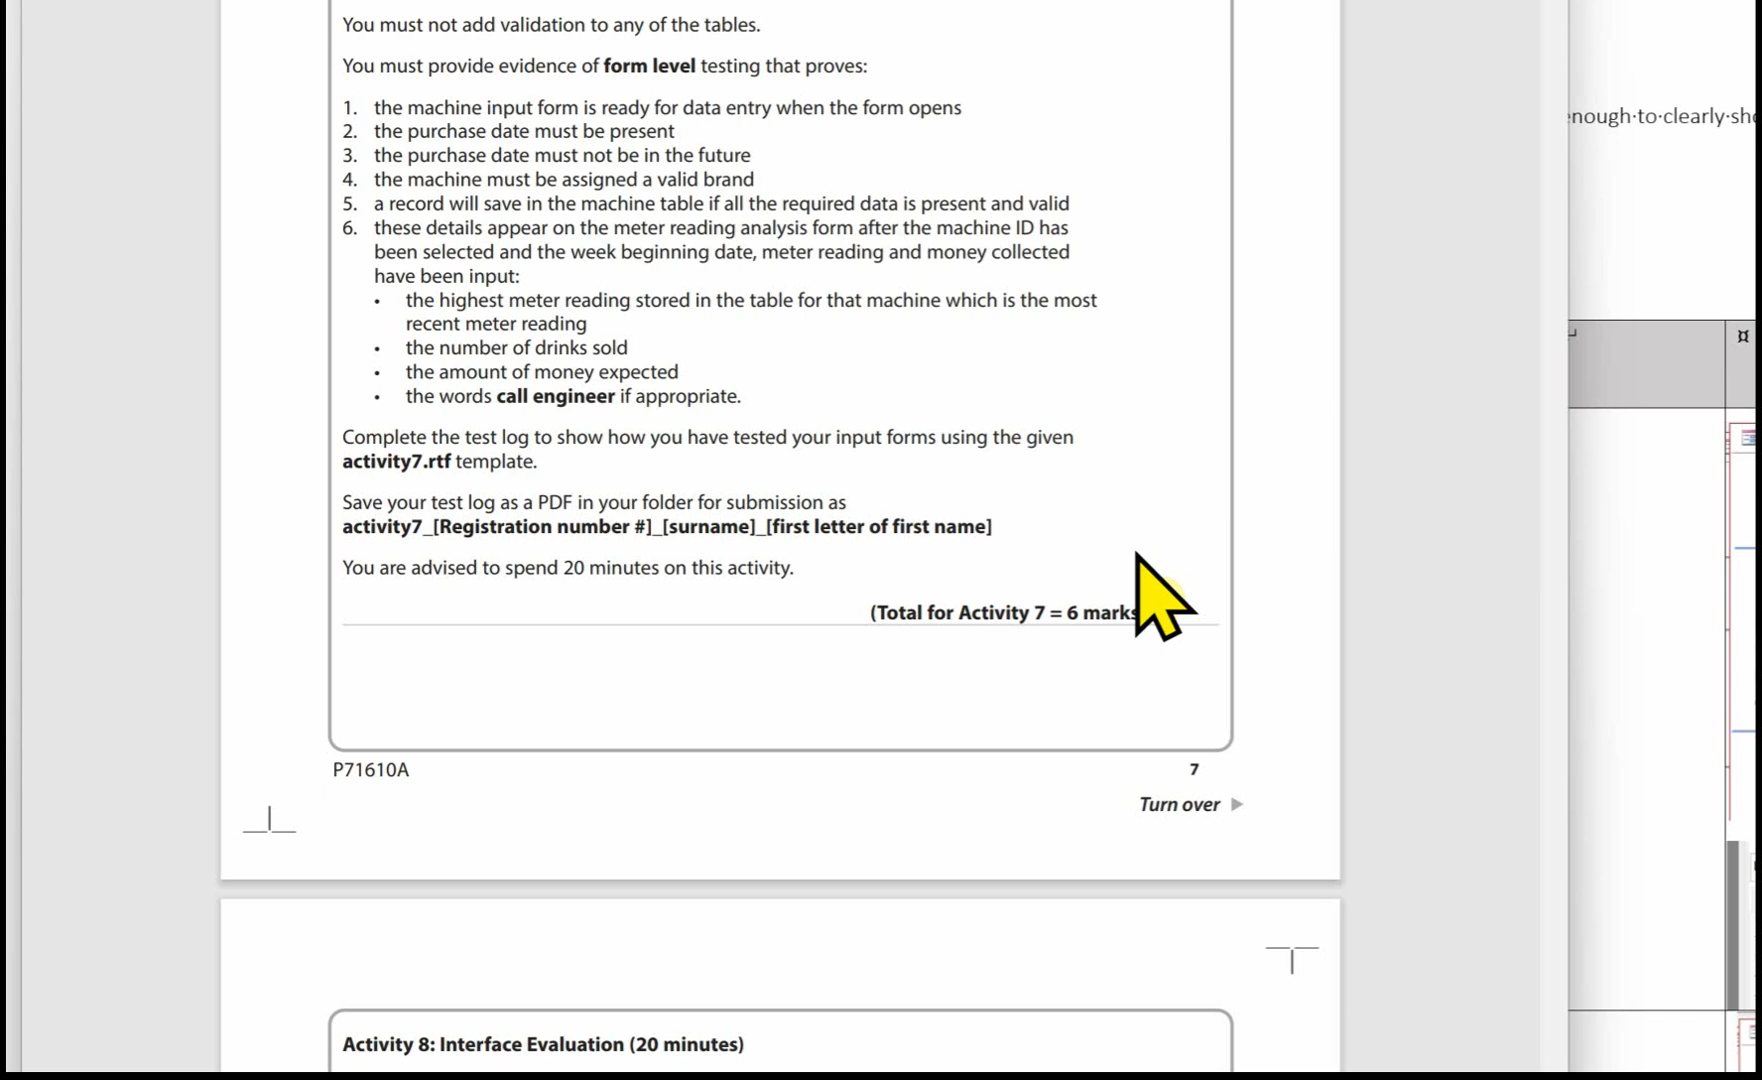 You must not add validation to any of the tables.
You must provide evidence of form level testing that proves:
1. the machine input form is ready for data entry when the form opens
2. the purchase date must be present
3. the purchase date must not be in the future
4. the machine must be assigned a valid brand
5. a record will save in the machine table if all the required data is present and valid
6. these details appear on the meter reading analysis form after the machine ID has
been selected and the week beginning date, meter reading and money collected
have been input:
• the highest meter reading stored in the table for that machine which is the most
recent meter reading
• the number of drinks sold
• the amount of money expected
• the words call engineer if appropriate.
Complete the test log to show how you have tested your input forms using the given
activity7.rtf template.
Save your test log as a PDF in your folder for submission as
activity7_[Registration number #]_[surname]_[first letter of first name]
You are advised to spend 20 minutes on this activity.
(Total for Activity 7 = 6 marks
P71610A
7
Turn over
Activity 8: Interface Evaluation (20 minutes)
to·clearly